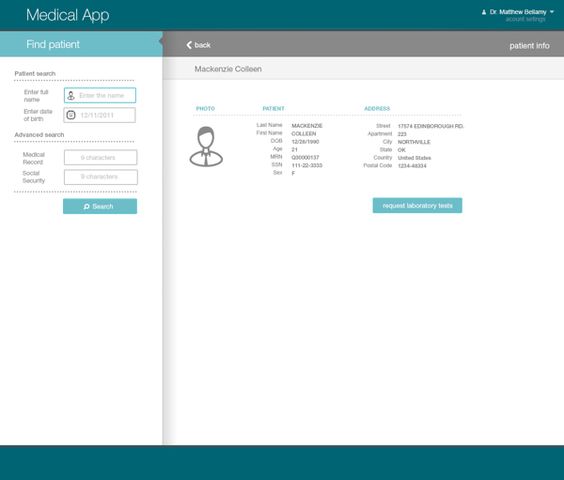 Medical App
Dr. Matthew Bellamy
acount setings
Find patient
back
patient info
Mackenzie Colleen
Patient search
Enter full name
Enter the name
Enter date of birth
12/11/2011
Advanced search
Medical Record
9 characters
Social Security
9 characters
Search
PHOTO
PATIENT
Last Name MACKENZIE
First Name COLLEEN
DOB 12/26/1990
Age 21
MRN Q30000137
SSN 111-22-3333
Sex F
ADDRESS
Street 17574 EDINBOROUGH RD.
Apartment 223
City NORTHVILLE
State OK
Country United States
Postal Code 1234-48334
request laboratory tests